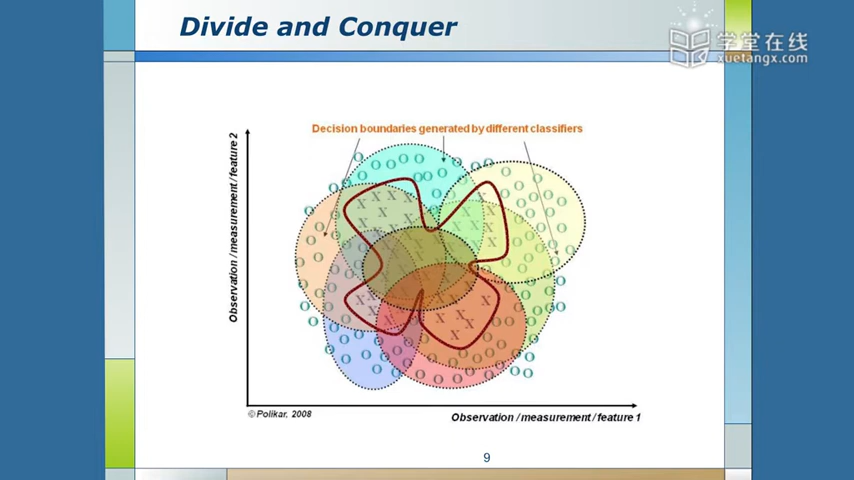 Divide and Conquer
学堂在线
xuetangx.com
Decision boundaries generated by different classifiers
Observation/measurement/feature 2
© Polikar, 2008
Observation/measurement/feature 1
9